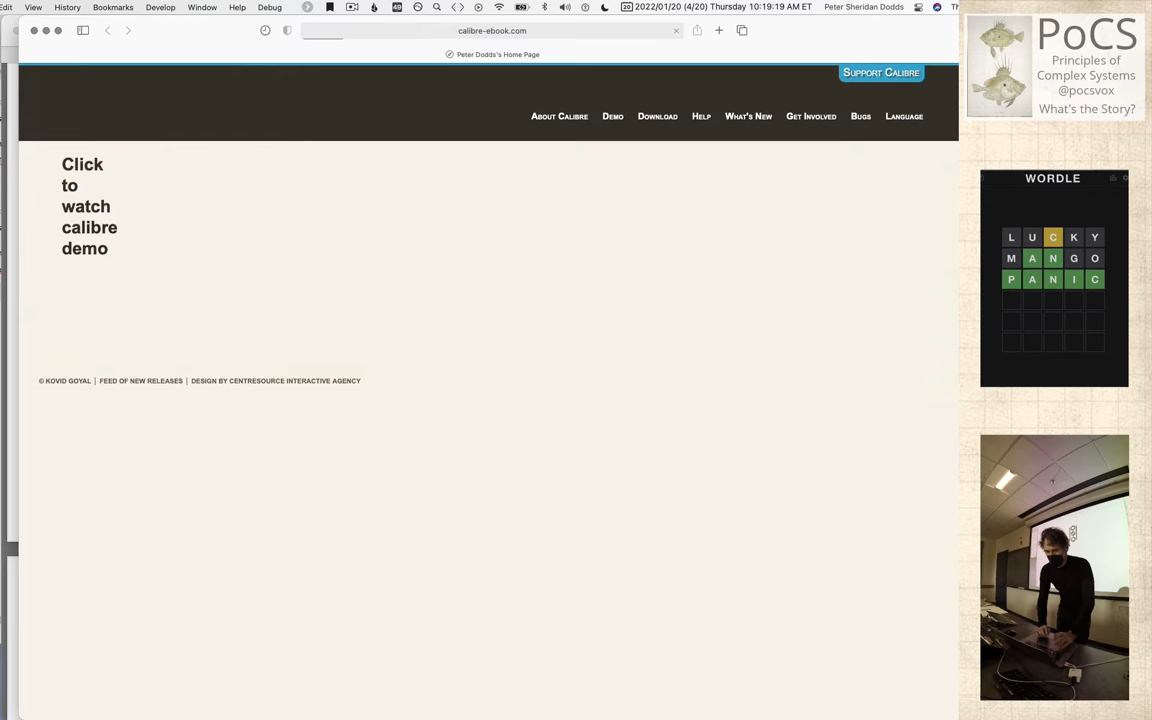 Edit View History Bookmarks Develop Window Help Debug 49 20 2022/01/20 (4/20) Thursday 10:19:19 AM ET Peter Sheridan Dodds Th
calibre-ebook.com
Peter Dodds's Home Page
Support Calibre
About Calibre Demo Download Help What's New Get Involved Bugs Language
Click
to
watch
calibre
demo
© KOVID GOYAL | FEED OF NEW RELEASES | DESIGN BY CENTRESOURCE INTERACTIVE AGENCY
PoCS
Principles of
Complex Systems
@pocsvox
What's the Story?
WORDLE
L U C K Y
M A N G O
P A N I C